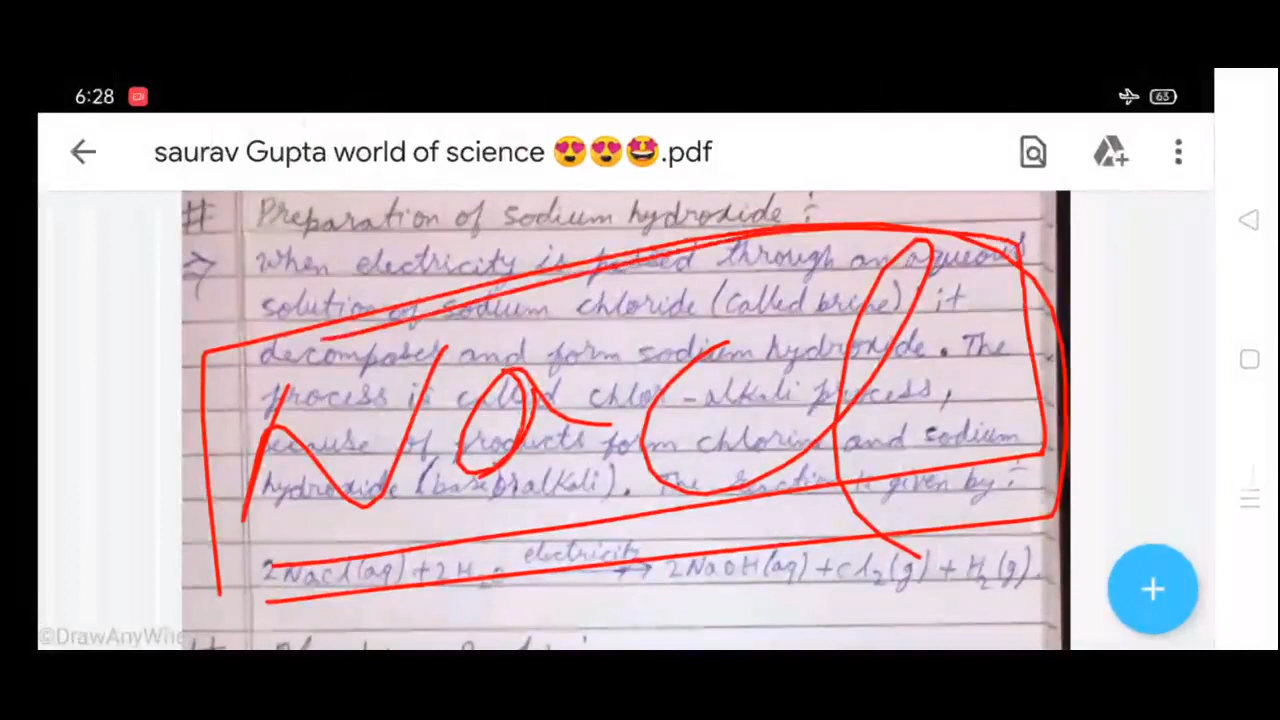 6:28
63
saurav Gupta world of science 😍😍🤩.pdf
# Preparation of sodium hydroxide :-
⇒ When electricity is passed through an aqueous
solution of sodium chloride (called brine) it
decomposes and form sodium hydroxide. The
process is called chlor-alkali process,
because of products form chlorine and sodium
hydroxide (base/alkali). The reaction is given by :-
NaCl
2NaCl(aq) + 2H₂O electricity → 2NaOH(aq) + Cl₂(g) + H₂(g).
©DrawAnyWhe